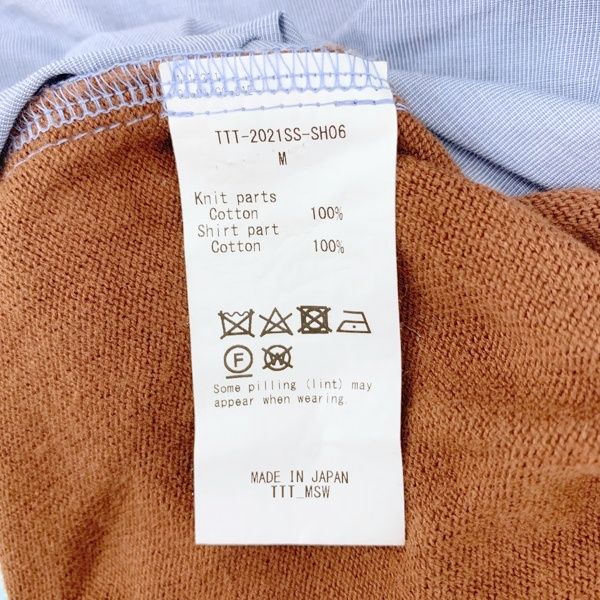 TTT-2021SS-SH06
M
Knit parts
Cotton 100%
Shirt part
Cotton 100%
F W
Some pilling (lint) may
appear when wearing.
MADE IN JAPAN
TTT_MSW